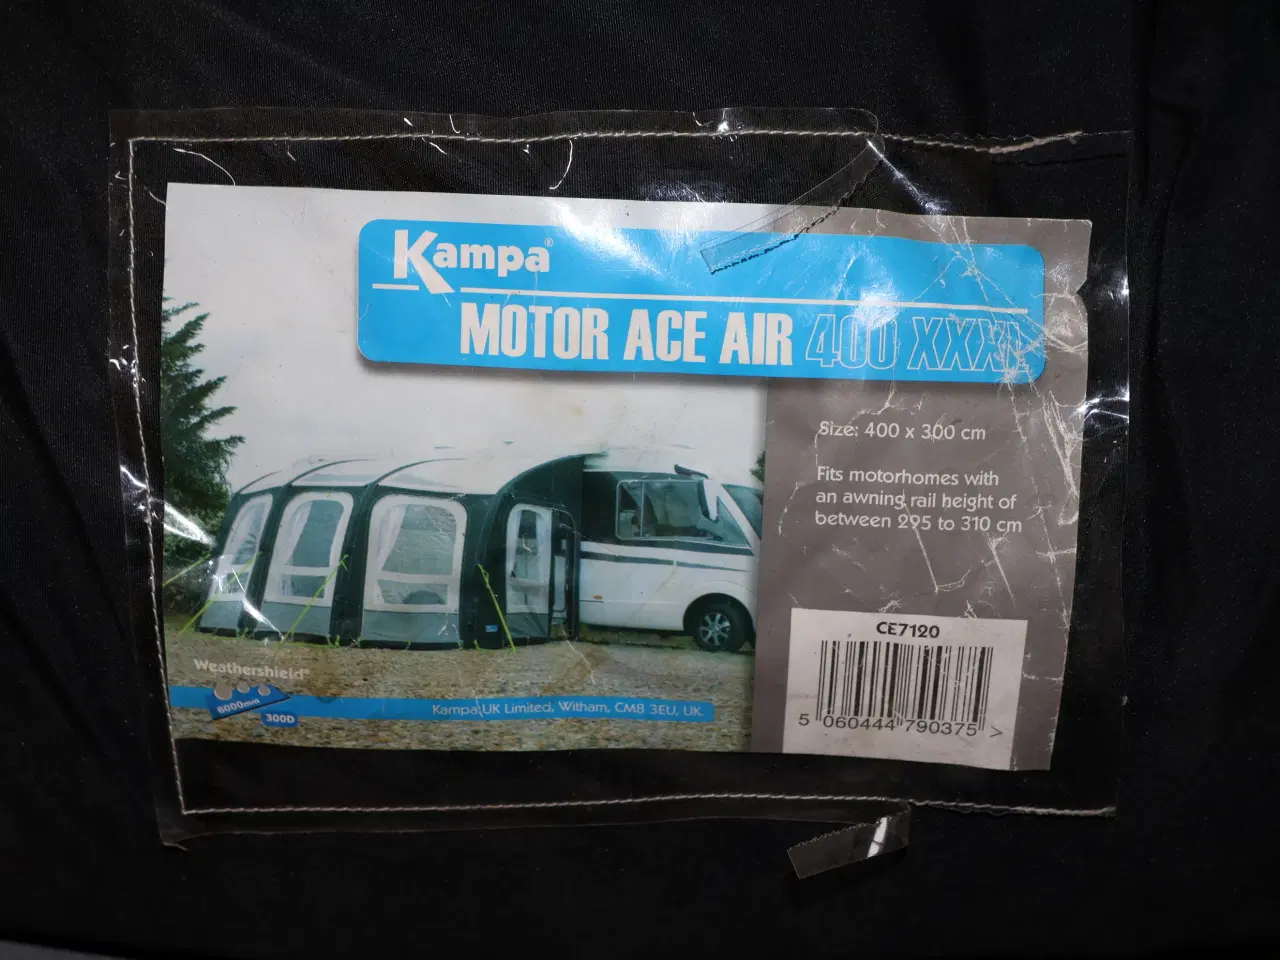 Kampa®
MOTOR ACE AIR 400 XXXL
Size: 400 x 300 cm
Fits motorhomes with
an awning rail height of
between 295 to 310 cm
CE7120
5 060444 790375 >
Weathershield®
6000mm
300D
Kampa UK Limited, Witham, CM8 3EU, UK.